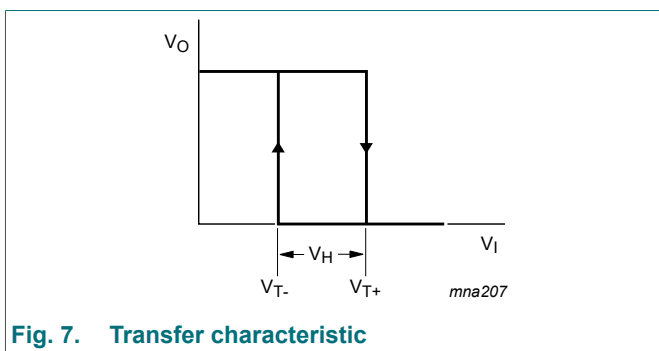 VO
VH
VI
VT-
VT+
mna207
Fig. 7. Transfer characteristic